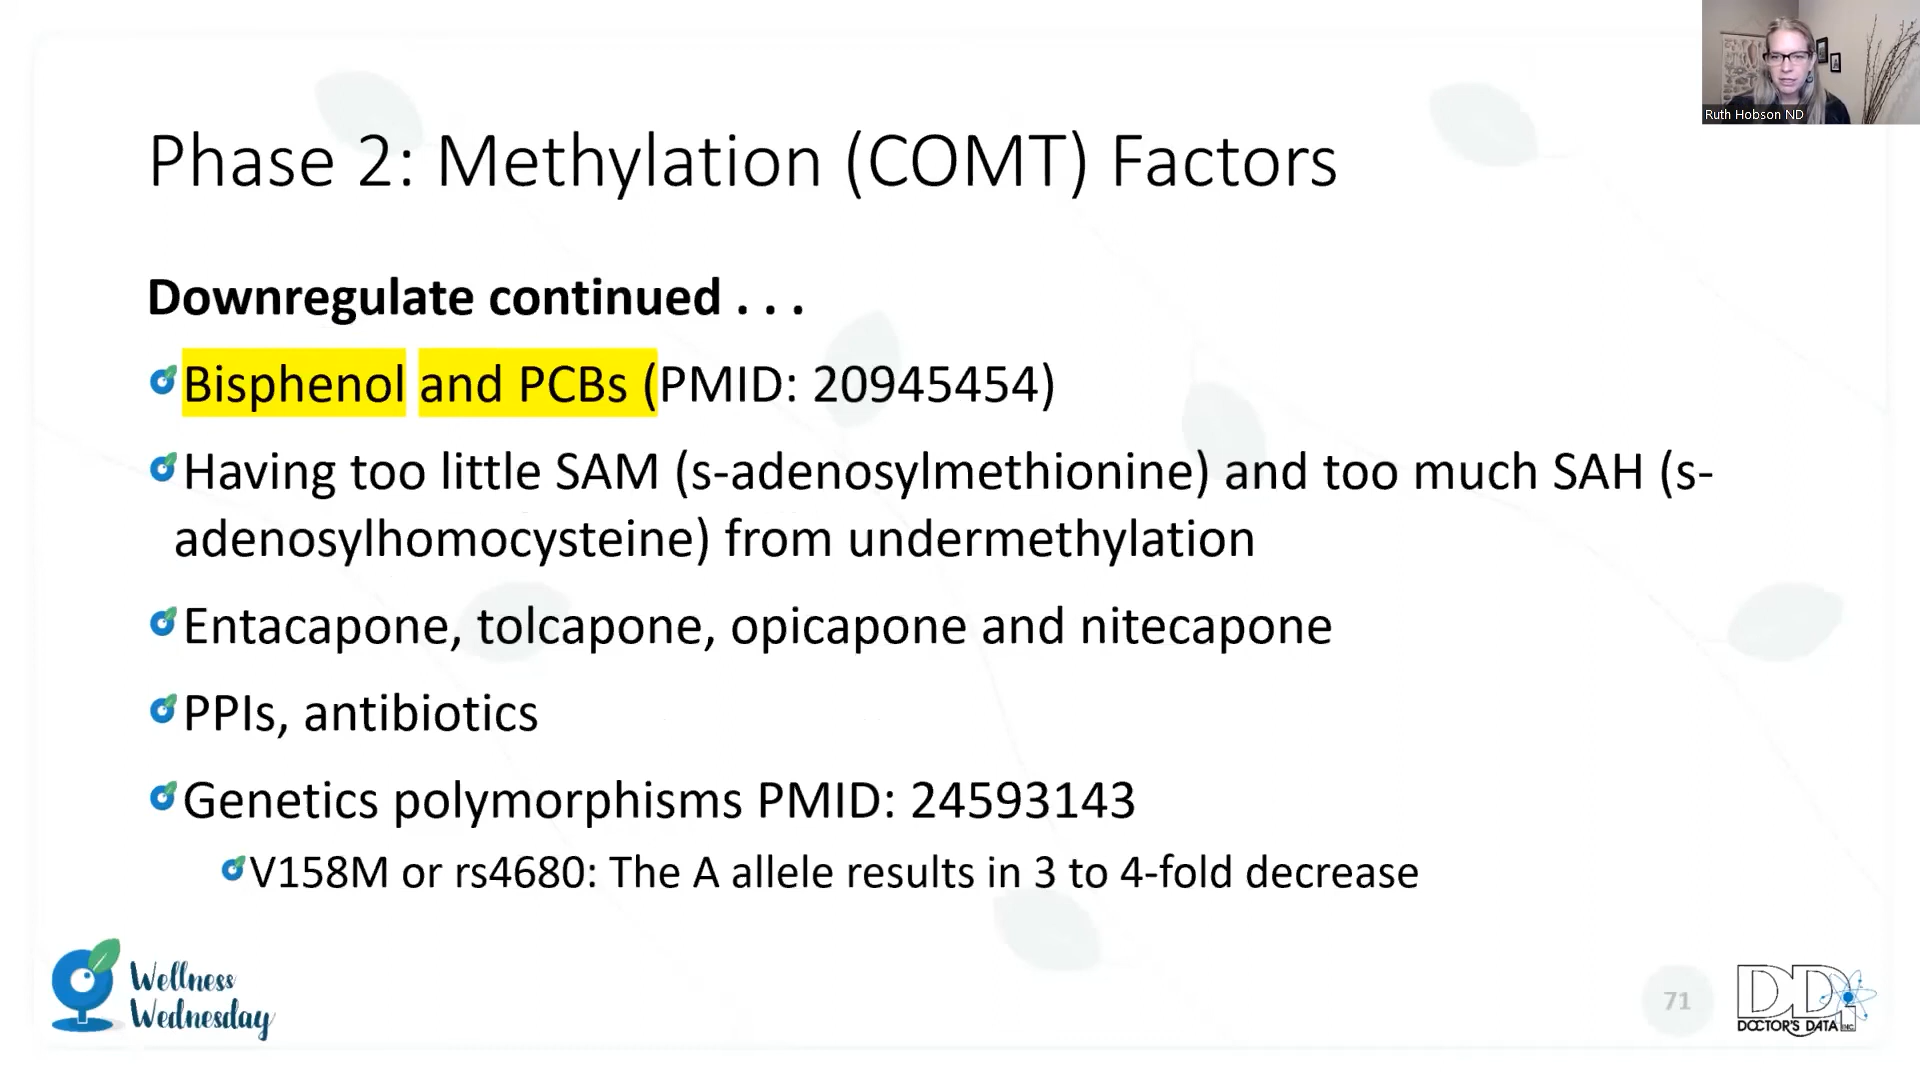 Ruth Hobson ND
Phase 2: Methylation (COMT) Factors
Downregulate continued . . .
Bisphenol and PCBs (PMID: 20945454)
Having too little SAM (s-adenosylmethionine) and too much SAH (s-
adenosylhomocysteine) from undermethylation
Entacapone, tolcapone, opicapone and nitecapone
PPIs, antibiotics
Genetics polymorphisms PMID: 24593143
V158M or rs4680: The A allele results in 3 to 4-fold decrease
Wellness
Wednesday
71
DDI
DOCTOR'S DATA INC.